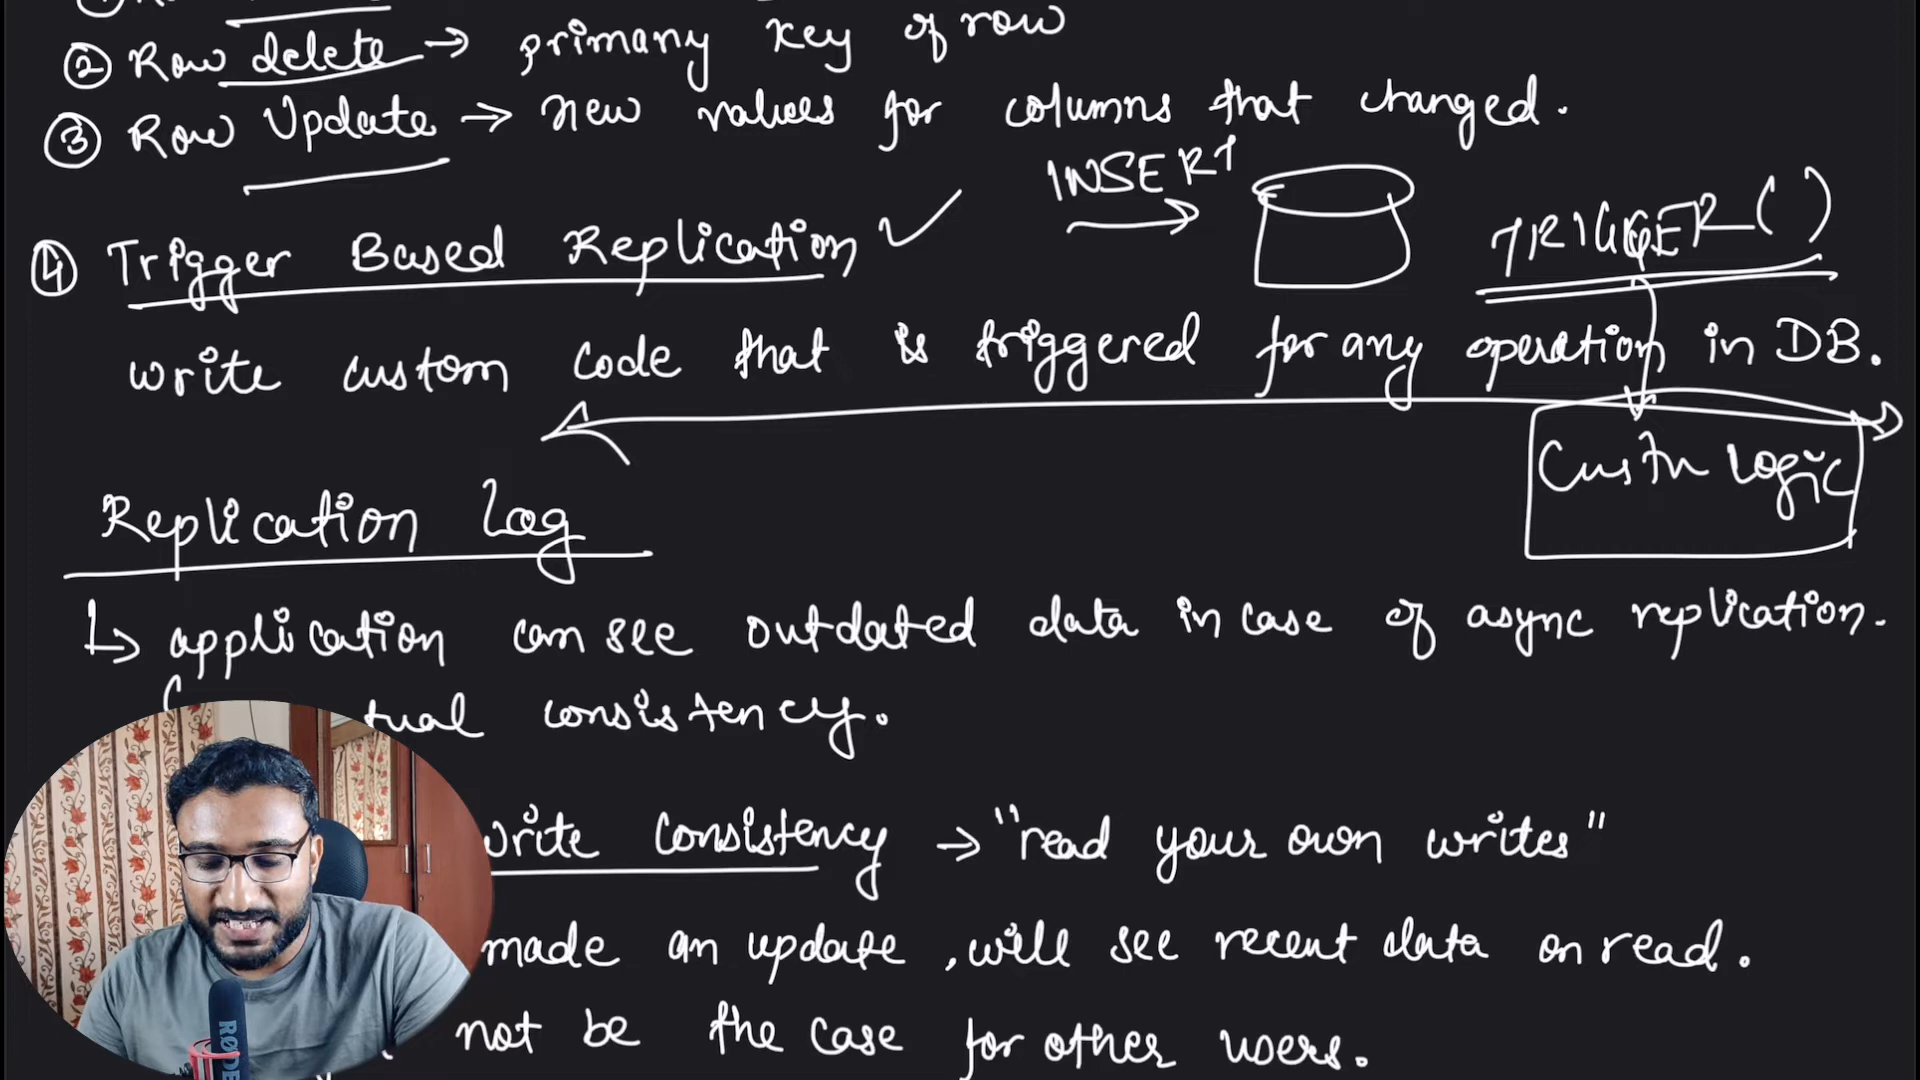 ② Row delete → primary key of row
③ Row Update → new values for columns that changed.
INSERT
④ Trigger Based Replication ✓
TRIGGER()
write custom code that is triggered for any operation in DB.
Custm logic
Replication Lag
↳ application can see outdated data in case of async replication.
tual consistency.
write consistency → "read your own writes"
made an update, will see recent data on read.
not be the case for other users.
RØDE